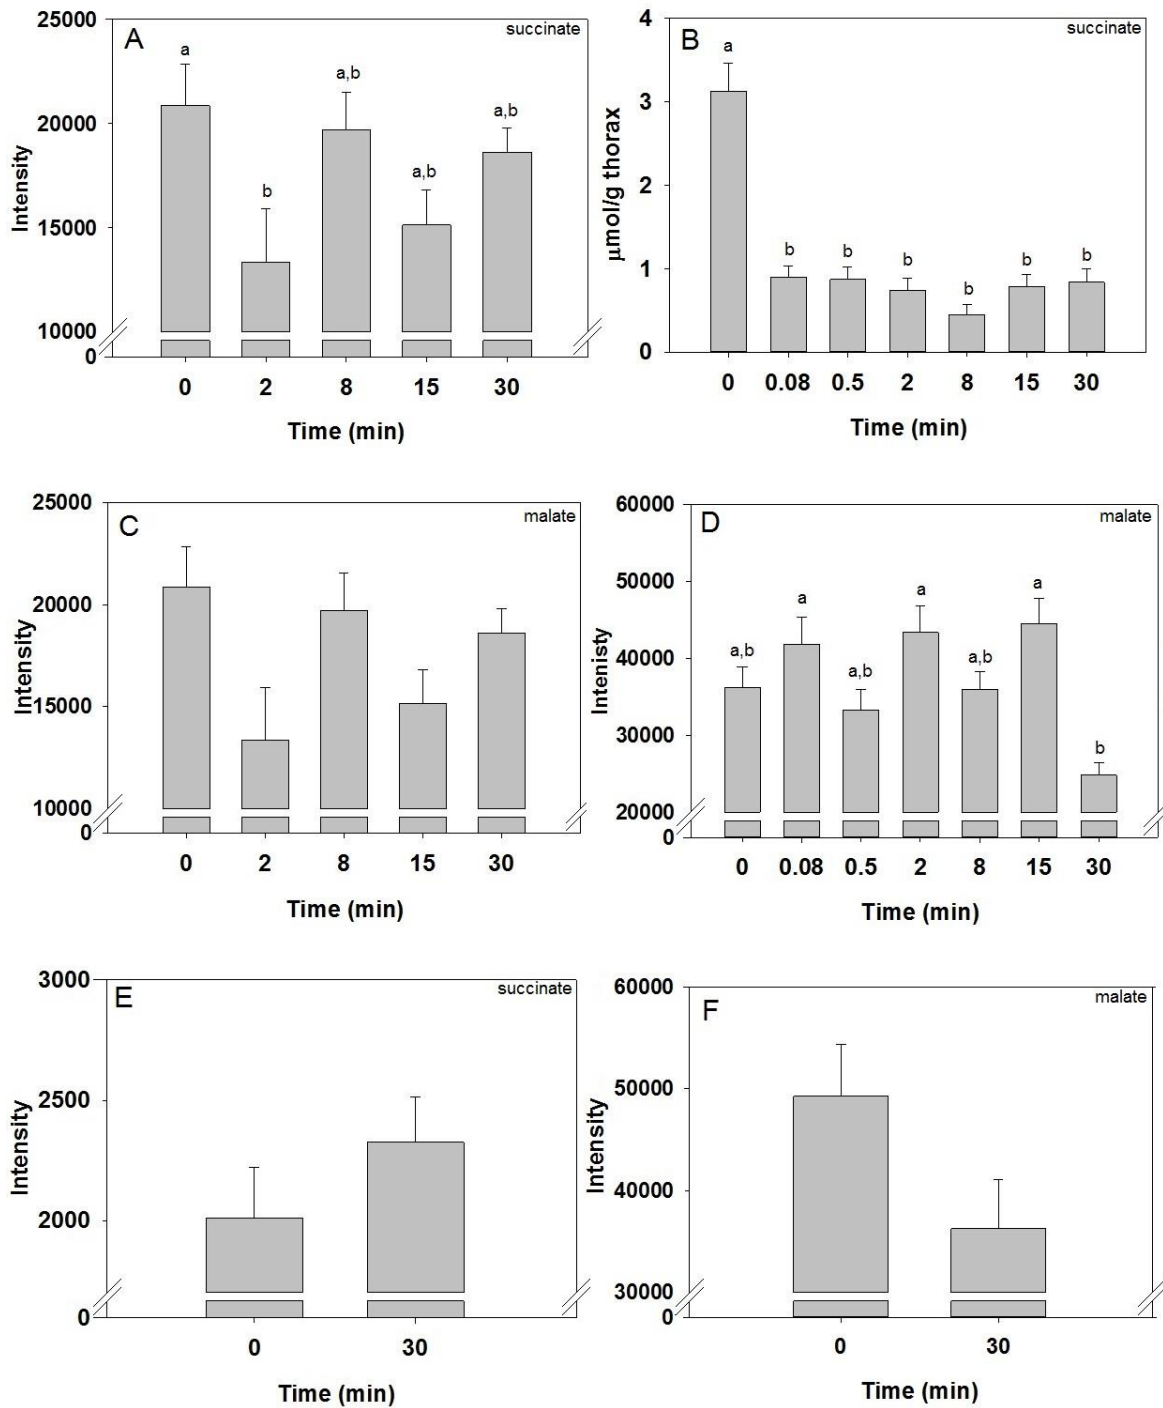 A
succinate
25000
20000
15000
10000
0
Intensity
a
b
a,b
a,b
a,b
0 2 8 15 30
Time (min)
B
succinate
4
3
2
1
0
µmol/g thorax
a
b
b
b
b
b
b
0 0.08 0.5 2 8 15 30
Time (min)
C
malate
25000
20000
15000
10000
0
Intensity
0 2 8 15 30
Time (min)
D
malate
60000
50000
40000
30000
20000
0
Intenisty
a,b
a
a,b
a
a,b
a
b
0 0.08 0.5 2 8 15 30
Time (min)
E
succinate
3000
2500
2000
0
Intensity
0 30
Time (min)
F
malate
60000
50000
40000
30000
0
Intensity
0 30
Time (min)